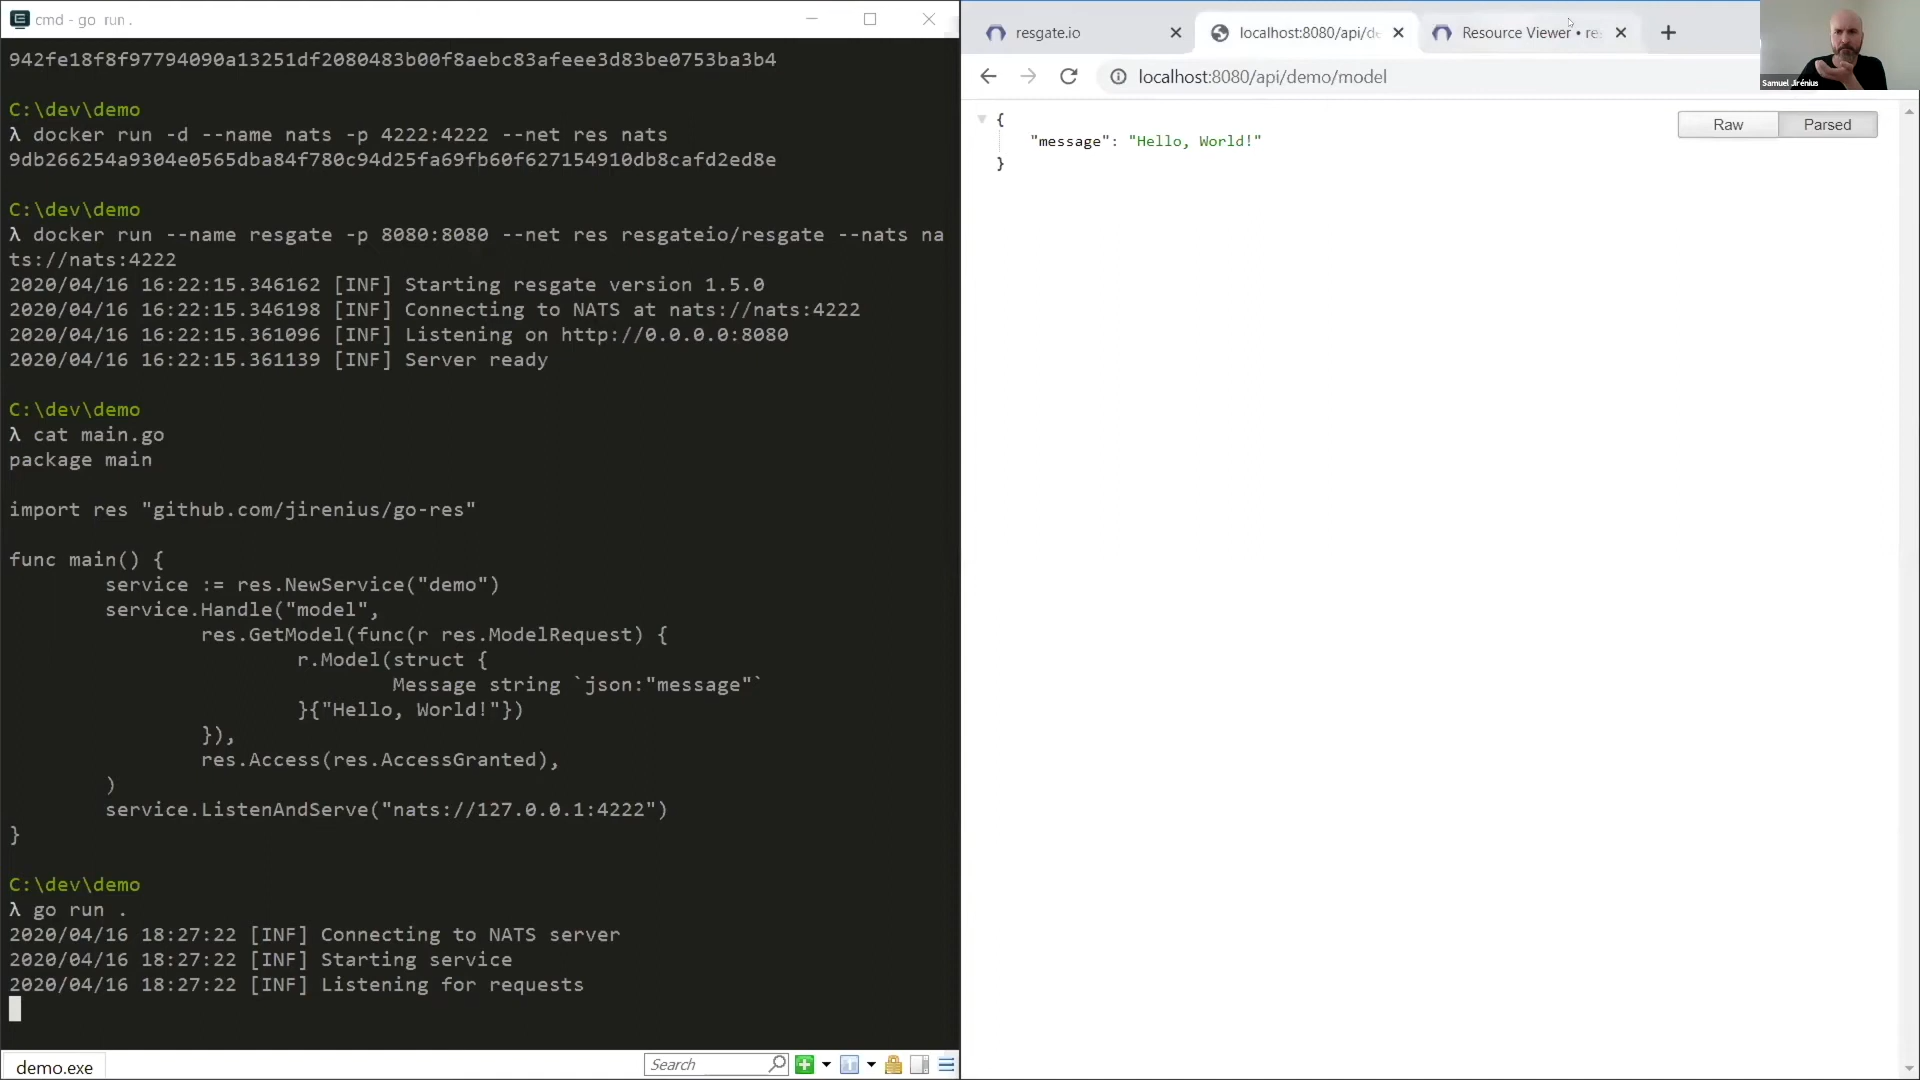 cmd - go  run .
942fe18f8f97794090a13251df2080483b00f8aebc83afeee3d83be0753ba3b4
C:\dev\demo
λ docker run -d --name nats -p 4222:4222 --net res nats
9db266254a9304e0565dba84f780c94d25fa69fb60f627154910db8cafd2ed8e
C:\dev\demo
λ docker run --name resgate -p 8080:8080 --net res resgateio/resgate --nats na
ts://nats:4222
2020/04/16 16:22:15.346162 [INF] Starting resgate version 1.5.0
2020/04/16 16:22:15.346198 [INF] Connecting to NATS at nats://nats:4222
2020/04/16 16:22:15.361096 [INF] Listening on http://0.0.0.0:8080
2020/04/16 16:22:15.361139 [INF] Server ready
C:\dev\demo
λ cat main.go
package main
import res "github.com/jirenius/go-res"
func main() {
service := res.NewService("demo")
service.Handle("model",
res.GetModel(func(r res.ModelRequest) {
r.Model(struct {
Message string `json:"message"`
}{"Hello, World!"})
}),
res.Access(res.AccessGranted),
)
service.ListenAndServe("nats://127.0.0.1:4222")
}
C:\dev\demo
λ go run .
2020/04/16 18:27:22 [INF] Connecting to NATS server
2020/04/16 18:27:22 [INF] Starting service
2020/04/16 18:27:22 [INF] Listening for requests
demo.exe
Search
resgate.io
localhost:8080/api/de
Resource Viewer • re
localhost:8080/api/demo/model
Samuel Jirénius
Raw
Parsed
{
"message": "Hello, World!"
}